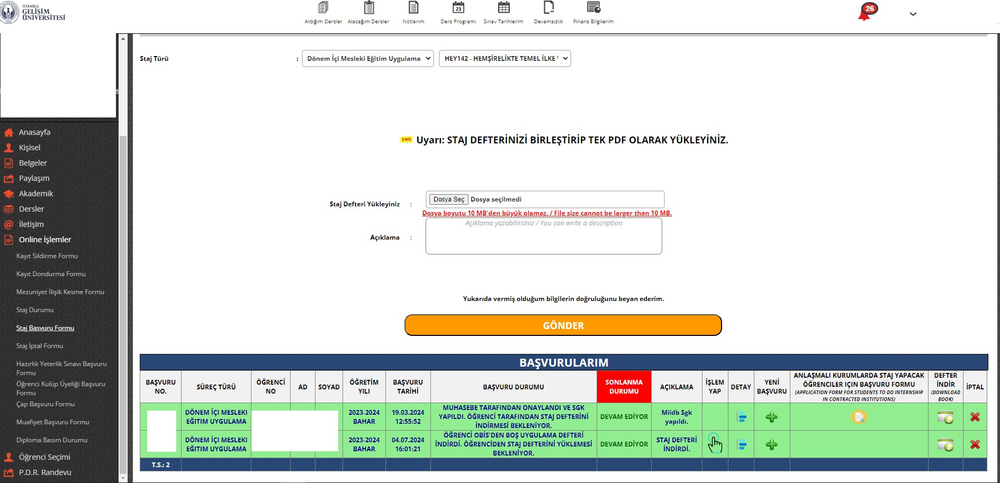 İSTANBUL
GELİŞİM
ÜNİVERSİTESİ
Aldığım Dersler
Alacağım Dersler
Notlarım
23
Ders Programı
Sınav Tarihlerim
Devamsızlık
Finans Bilgilerim
26
Anasayfa
Kişisel
Belgeler
Paylaşım
Akademik
Dersler
İletişim
Online İşlemler
Kayıt Sildirme Formu
Kayıt Dondurma Formu
Mezuniyet İlişik Kesme Formu
Staj Durumu
Staj Basvuru Formu
Staj İptal Formu
Hazırlık Yeterlik Sınavı Başvuru
Formu
Öğrenci Kulüp Üyeliği Başvuru
Formu
Çap Başvuru Formu
Muafiyet Başvuru Formu
Diploma Basım Durumu
Öğrenci Seçimi
P.D.R. Randevu
Staj Türü : Dönem İçi Mesleki Eğitim Uygulama HEY142 - HEMŞİRELİKTE TEMEL İLKE
yeni Uyarı: STAJ DEFTERİNİZİ BİRLEŞTİRİP TEK PDF OLARAK YÜKLEYİNİZ.
Staj Defteri Yükleyiniz : Dosya Seç Dosya seçilmedi
Dosya boyutu 10 MB'den büyük olamaz. / File size cannot be larger than 10 MB.
Açıklama : Açıklama yazabilirsiniz / You can write a description
Yukarıda vermiş olduğum bilgilerin doğruluğunu beyan ederim.
GÖNDER
BAŞVURULARIM
BAŞVURU
NO.
SÜREÇ TÜRÜ
ÖĞRENCİ
NO
AD
SOYAD
ÖĞRETİM
YILI
BAŞVURU
TARİHİ
BAŞVURU DURUMU
SONLANMA
DURUMU
AÇIKLAMA
İŞLEM
YAP
DETAY
YENİ
BAŞVURU
ANLAŞMALI KURUMLARDA STAJ YAPACAK
ÖĞRENCİLER IÇIN BAŞVURU FORMU
(APPLICATION FORM FOR STUDENTS TO DO INTERNSHIP
IN CONTRACTED INSTITUTIONS)
DEFTER
İNDİR
(DOWNLOAD
BOOK)
İPTAL
DÖNEM İÇI MESLEKI
EĞITIM UYGULAMA
2023-2024
BAHAR
19.03.2024
12:55:52
MUHASEBE TARAFINDAN ONAYLANDI VE SGK
YAPILDI. ÖĞRENCİ TARAFINDAN STAJ DEFTERİNİ
İNDİRMESİ BEKLENİYOR.
DEVAM EDİYOR
Miidb Sgk
yapıldı.
DÖNEM İÇI MESLEKI
EĞITIM UYGULAMA
2023-2024
BAHAR
04.07.2024
16:01:21
ÖĞRENCİ OBİS'DEN BOŞ UYGULAMA DEFTERİ
İNDİRDİ. ÖĞRENCİDEN STAJ DEFTERİNİ YÜKLEMESİ
BEKLENİYOR.
DEVAM EDİYOR
STAJ DEFTERİ
İNDİRDİ.
T.S.: 2